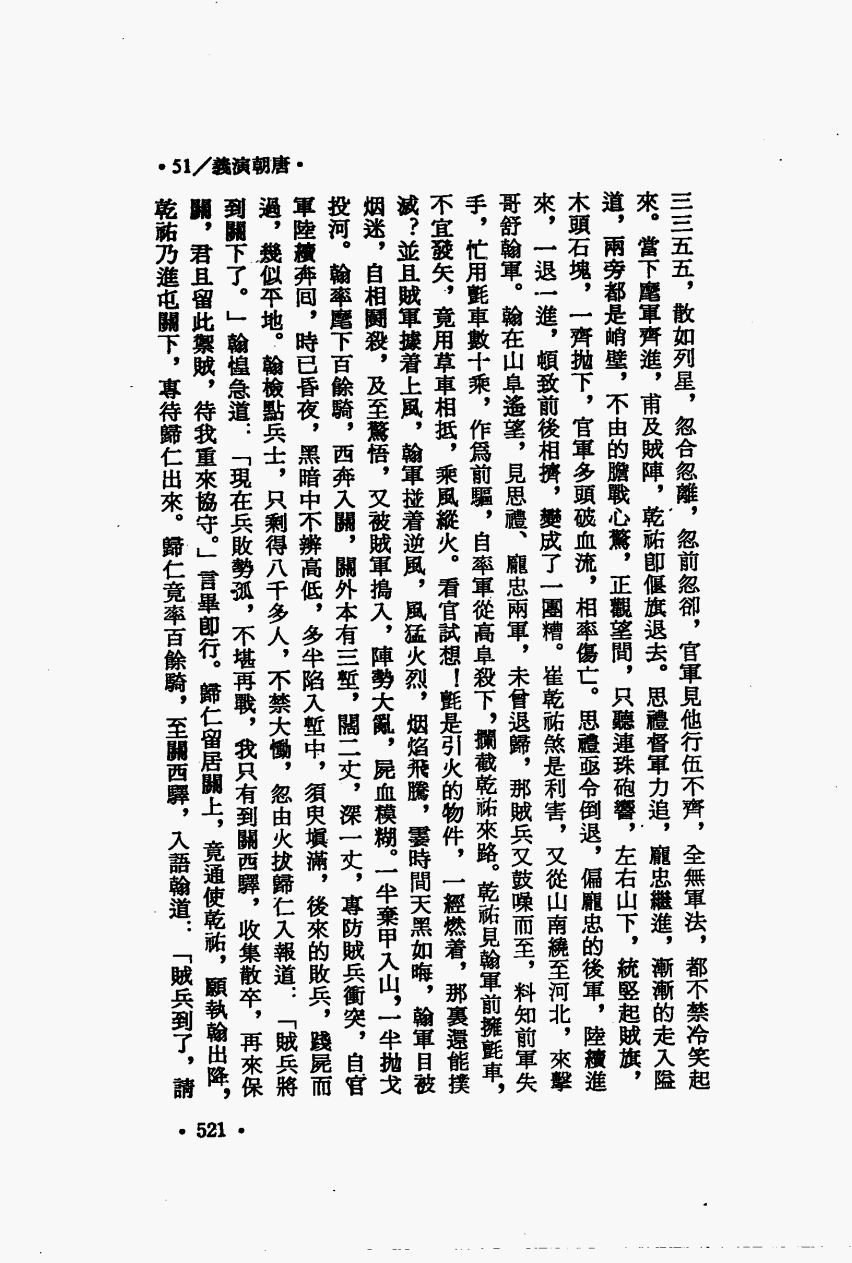 •51/義演朝唐•
三三五五，散如列星，忽合忽離，忽前忽卻，官軍見他行伍不齊，全無軍法，都不禁冷笑起
來。當下麾軍齊進，甫及賊陣，乾祐卽偃旗退去。思禮督軍力追，龐忠繼進，漸漸的走入隘
道，兩旁都是峭壁，不由的膽戰心驚，正觀望間，只聽連珠砲響，左右山下，統豎起賊旗，
木頭石塊，一齊拋下，官軍多頭破血流，相率傷亡。思禮亟令倒退，偏龐忠的後軍，陸續進
來，一退一進，頓致前後相擠，變成了一團糟。崔乾祐煞是利害，又從山南繞至河北，來擊
哥舒翰軍。翰在山阜遙望，見思禮、龐忠兩軍，未曾退歸，那賊兵又鼓噪而至，料知前軍失
手，忙用氈車數十乘，作爲前驅，自率軍從高阜殺下，攔截乾祐來路。乾祐見翰軍前擁氈車，
不宜發矢，竟用草車相抵，乘風縱火。看官試想！氈是引火的物件，一經燃着，那裏還能撲
滅？並且賊軍據着上風，翰軍挨着逆風，風猛火烈，烟焰飛騰，霎時間天黑如晦，翰軍目被
烟迷，自相鬪殺，及至驚悟，又被賊軍搗入，陣勢大亂，屍血模糊。一半棄甲入山，一半拋戈
投河。翰率麾下百餘騎，西奔入關，關外本有三塹，闊二丈，深一丈，專防賊兵衝突，自官
軍陸續奔回，時已昏夜，黑暗中不辨高低，多半陷入塹中，須臾塡滿，後來的敗兵，踐屍而
過，幾似平地。翰檢點兵士，只剩得八千多人，不禁大慟，忽由火拔歸仁入報道：「賊兵將
到關下了。」翰惶急道：「現在兵敗勢孤，不堪再戰，我只有到關西驛，收集散卒，再來保
關，君且留此禦賊，待我重來協守。」言畢卽行。歸仁留居關上，竟通使乾祐，願執翰出降，
乾祐乃進屯關下，專待歸仁出來。歸仁竟率百餘騎，至關西驛，入語翰道：「賊兵到了，請
•521•